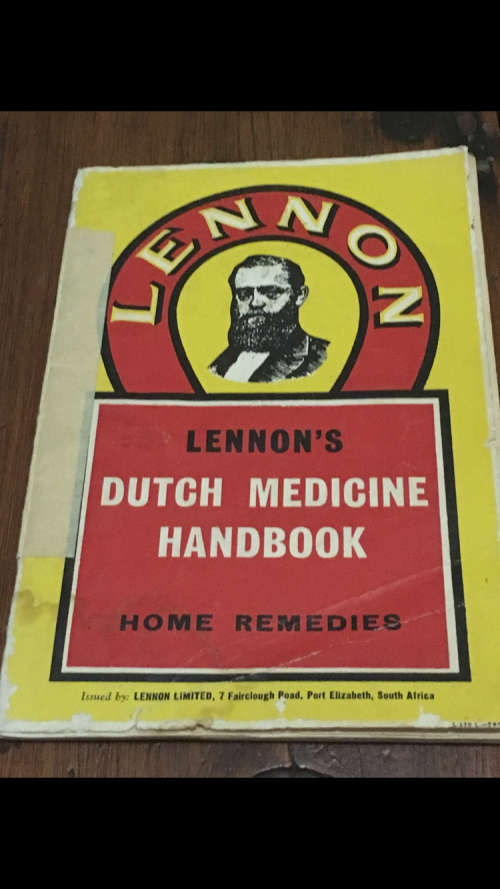 LENNON
LENNON'S
DUTCH MEDICINE
HANDBOOK
HOME REMEDIES
Issued by: LENNON LIMITED, 7 Fairclough Road, Port Elizabeth, South Africa